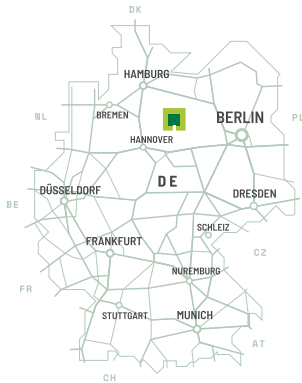 DK
HAMBURG
NL
BREMEN
BERLIN
PL
HANNOVER
DE
DÜSSELDORF
DRESDEN
BE
SCHLEIZ
FRANKFURT
CZ
NUREMBURG
FR
STUTTGART
MUNICH
AT
CH